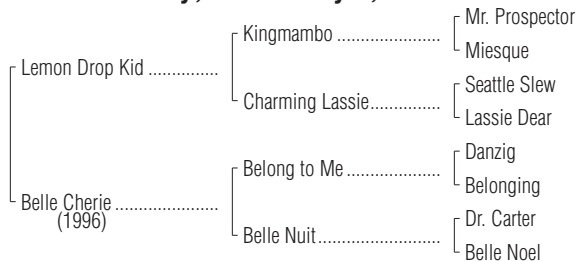 Mr. Prospector
Kingmambo ..................
Miesque
Lemon Drop Kid ...............
Seattle Slew
Charming Lassie...............
Lassie Dear
Danzig
Belong to Me ....................
Belonging
Belle Cherie ......................
(1996)
Dr. Carter
Belle Nuit..........................
Belle Noel